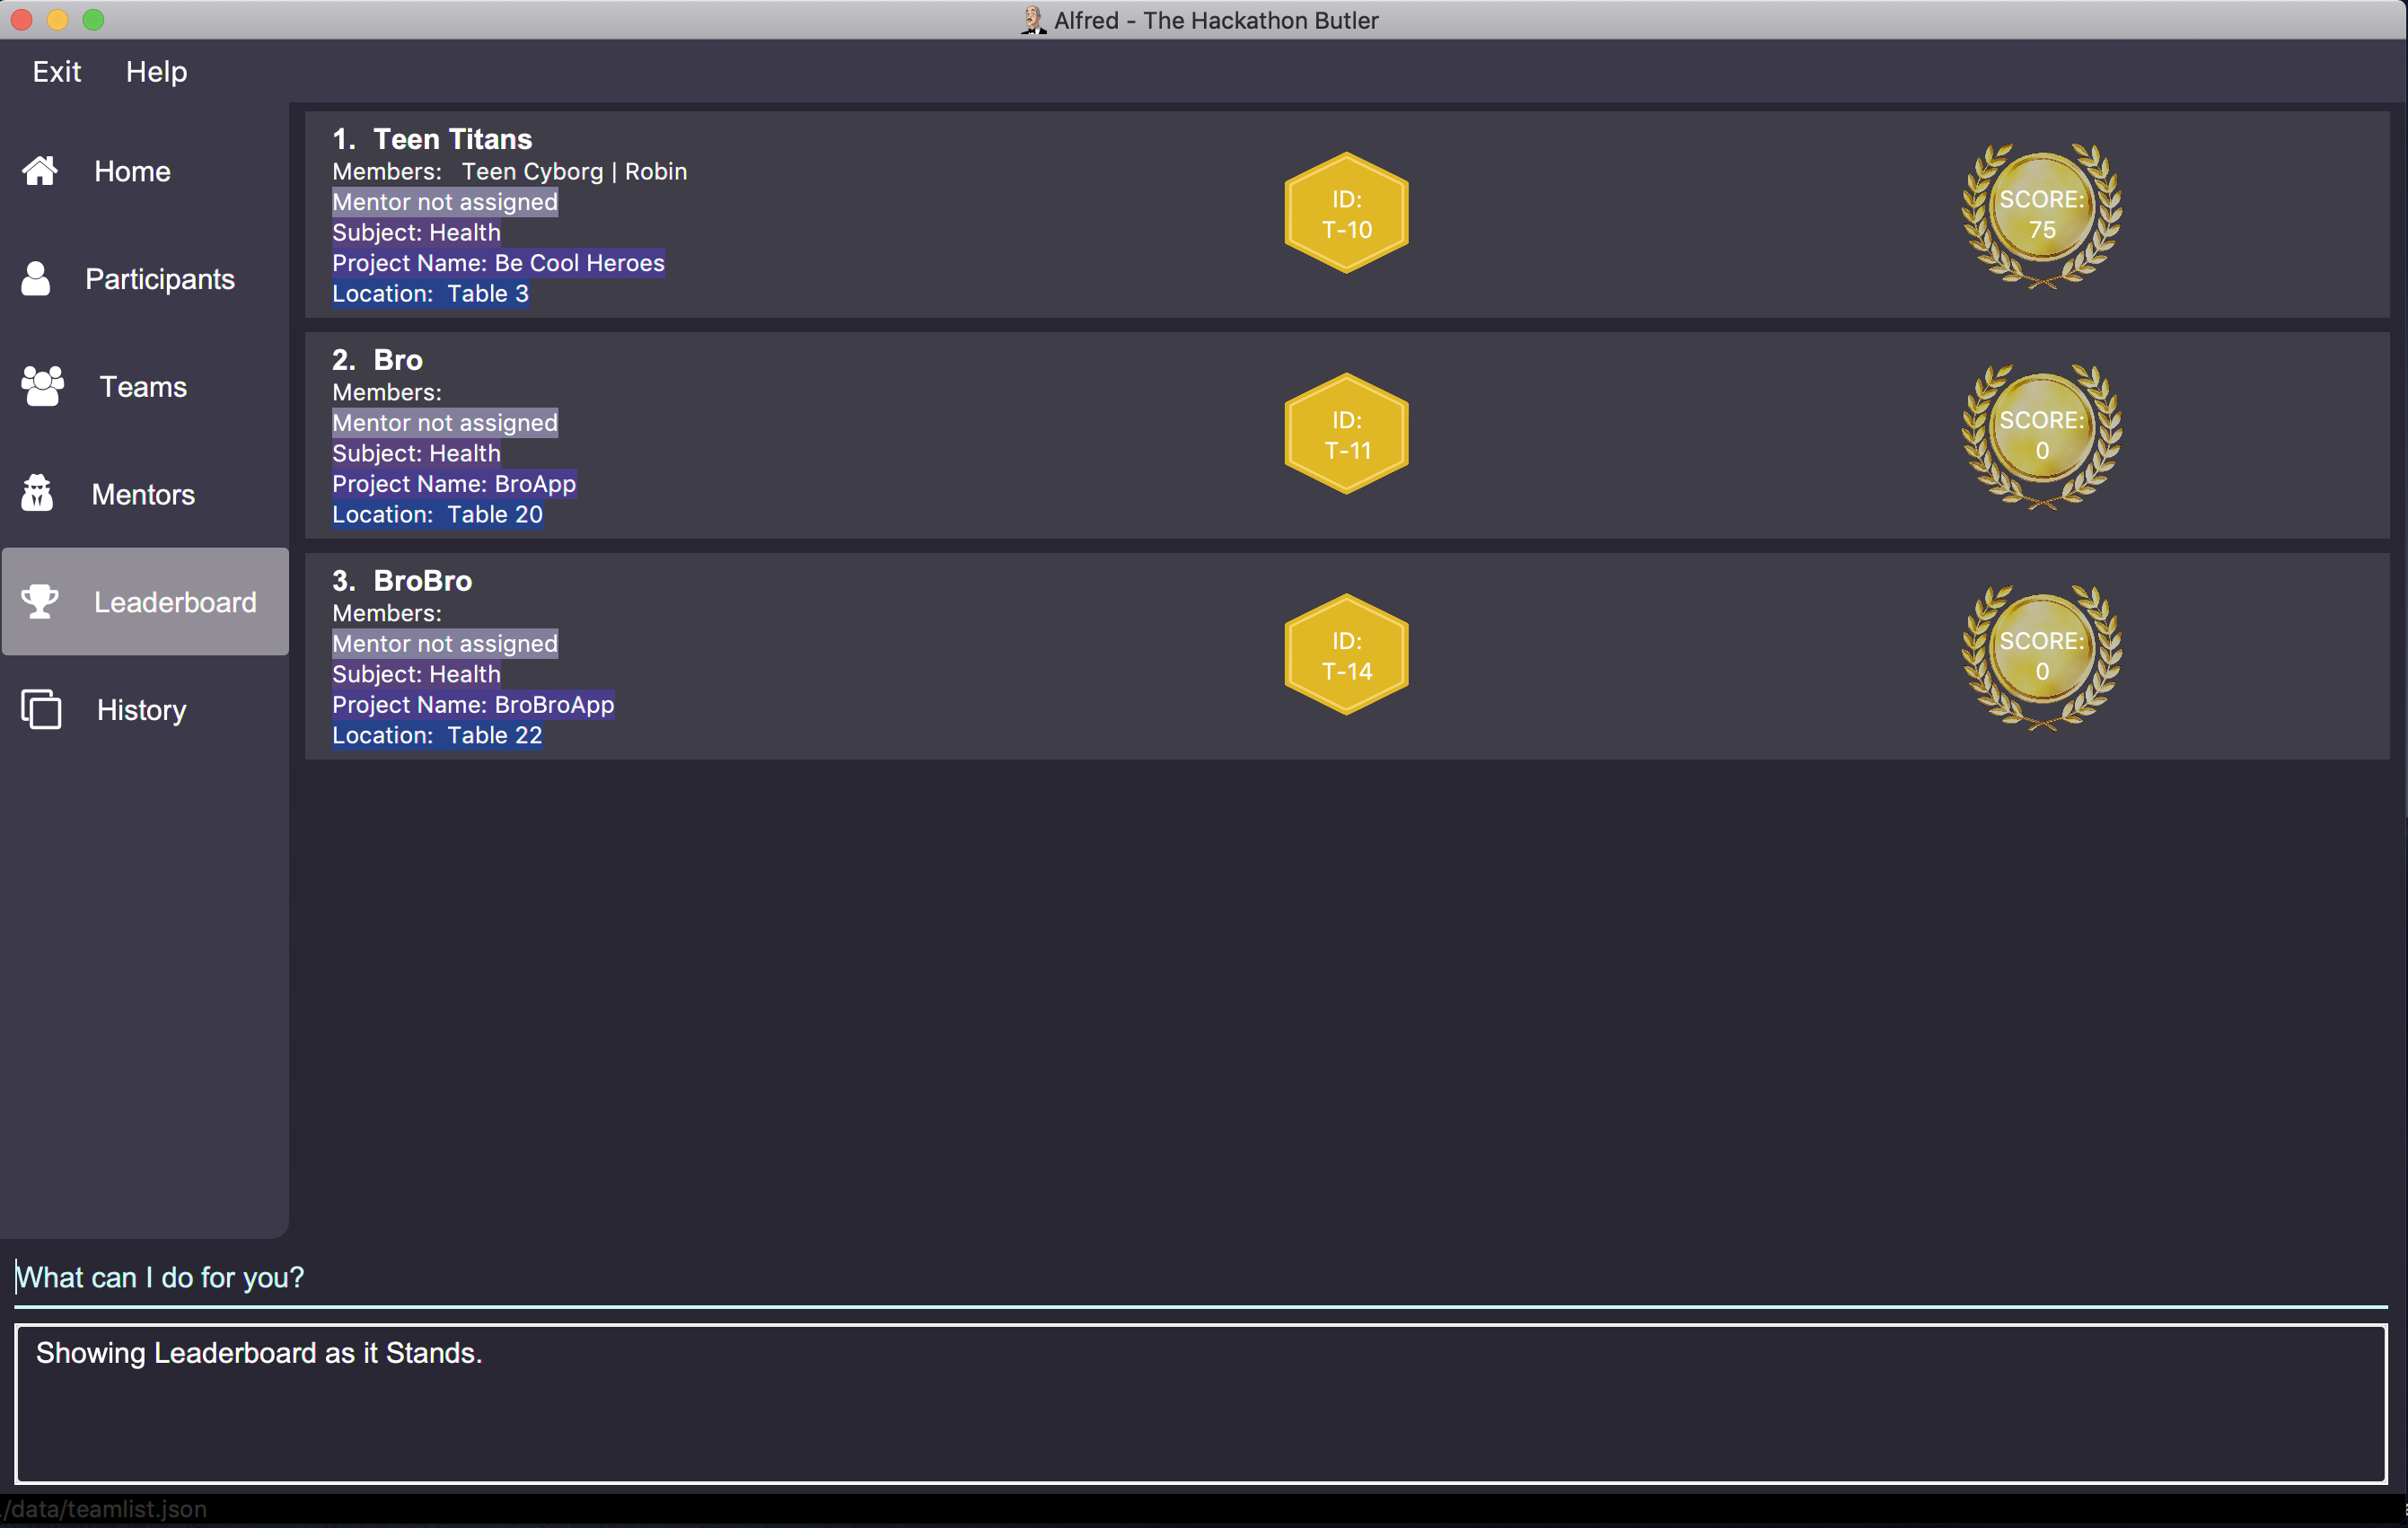 Alfred - The Hackathon Butler
Exit Help
Home
Participants
Teams
Mentors
Leaderboard
History
1. Teen Titans
Members: Teen Cyborg | Robin
Mentor not assigned
Subject: Health
Project Name: Be Cool Heroes
Location: Table 3
ID:
T-10
SCORE:
75
2. Bro
Members:
Mentor not assigned
Subject: Health
Project Name: BroApp
Location: Table 20
ID:
T-11
SCORE:
0
3. BroBro
Members:
Mentor not assigned
Subject: Health
Project Name: BroBroApp
Location: Table 22
ID:
T-14
SCORE:
0
What can I do for you?
Showing Leaderboard as it Stands.
/data/teamlist.json